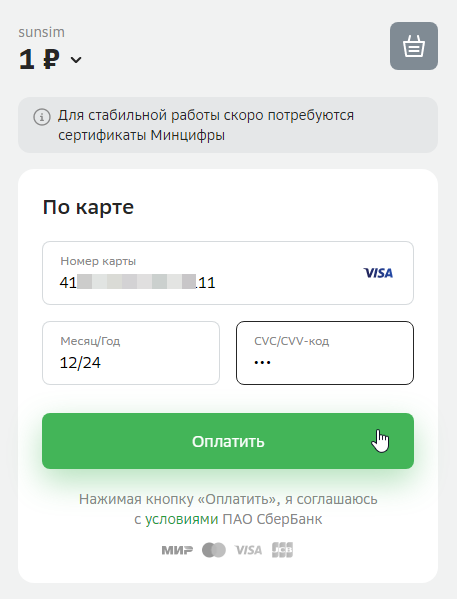 sunsim
1 ₽
Для стабильной работы скоро потребуются
сертификаты Минцифры
По карте
Номер карты
41 11
VISA
Месяц/Год
12/24
CVC/CVV-код
•••
Оплатить
Нажимая кнопку «Оплатить», я соглашаюсь
с условиями ПАО СберБанк
МИР VISA JCB